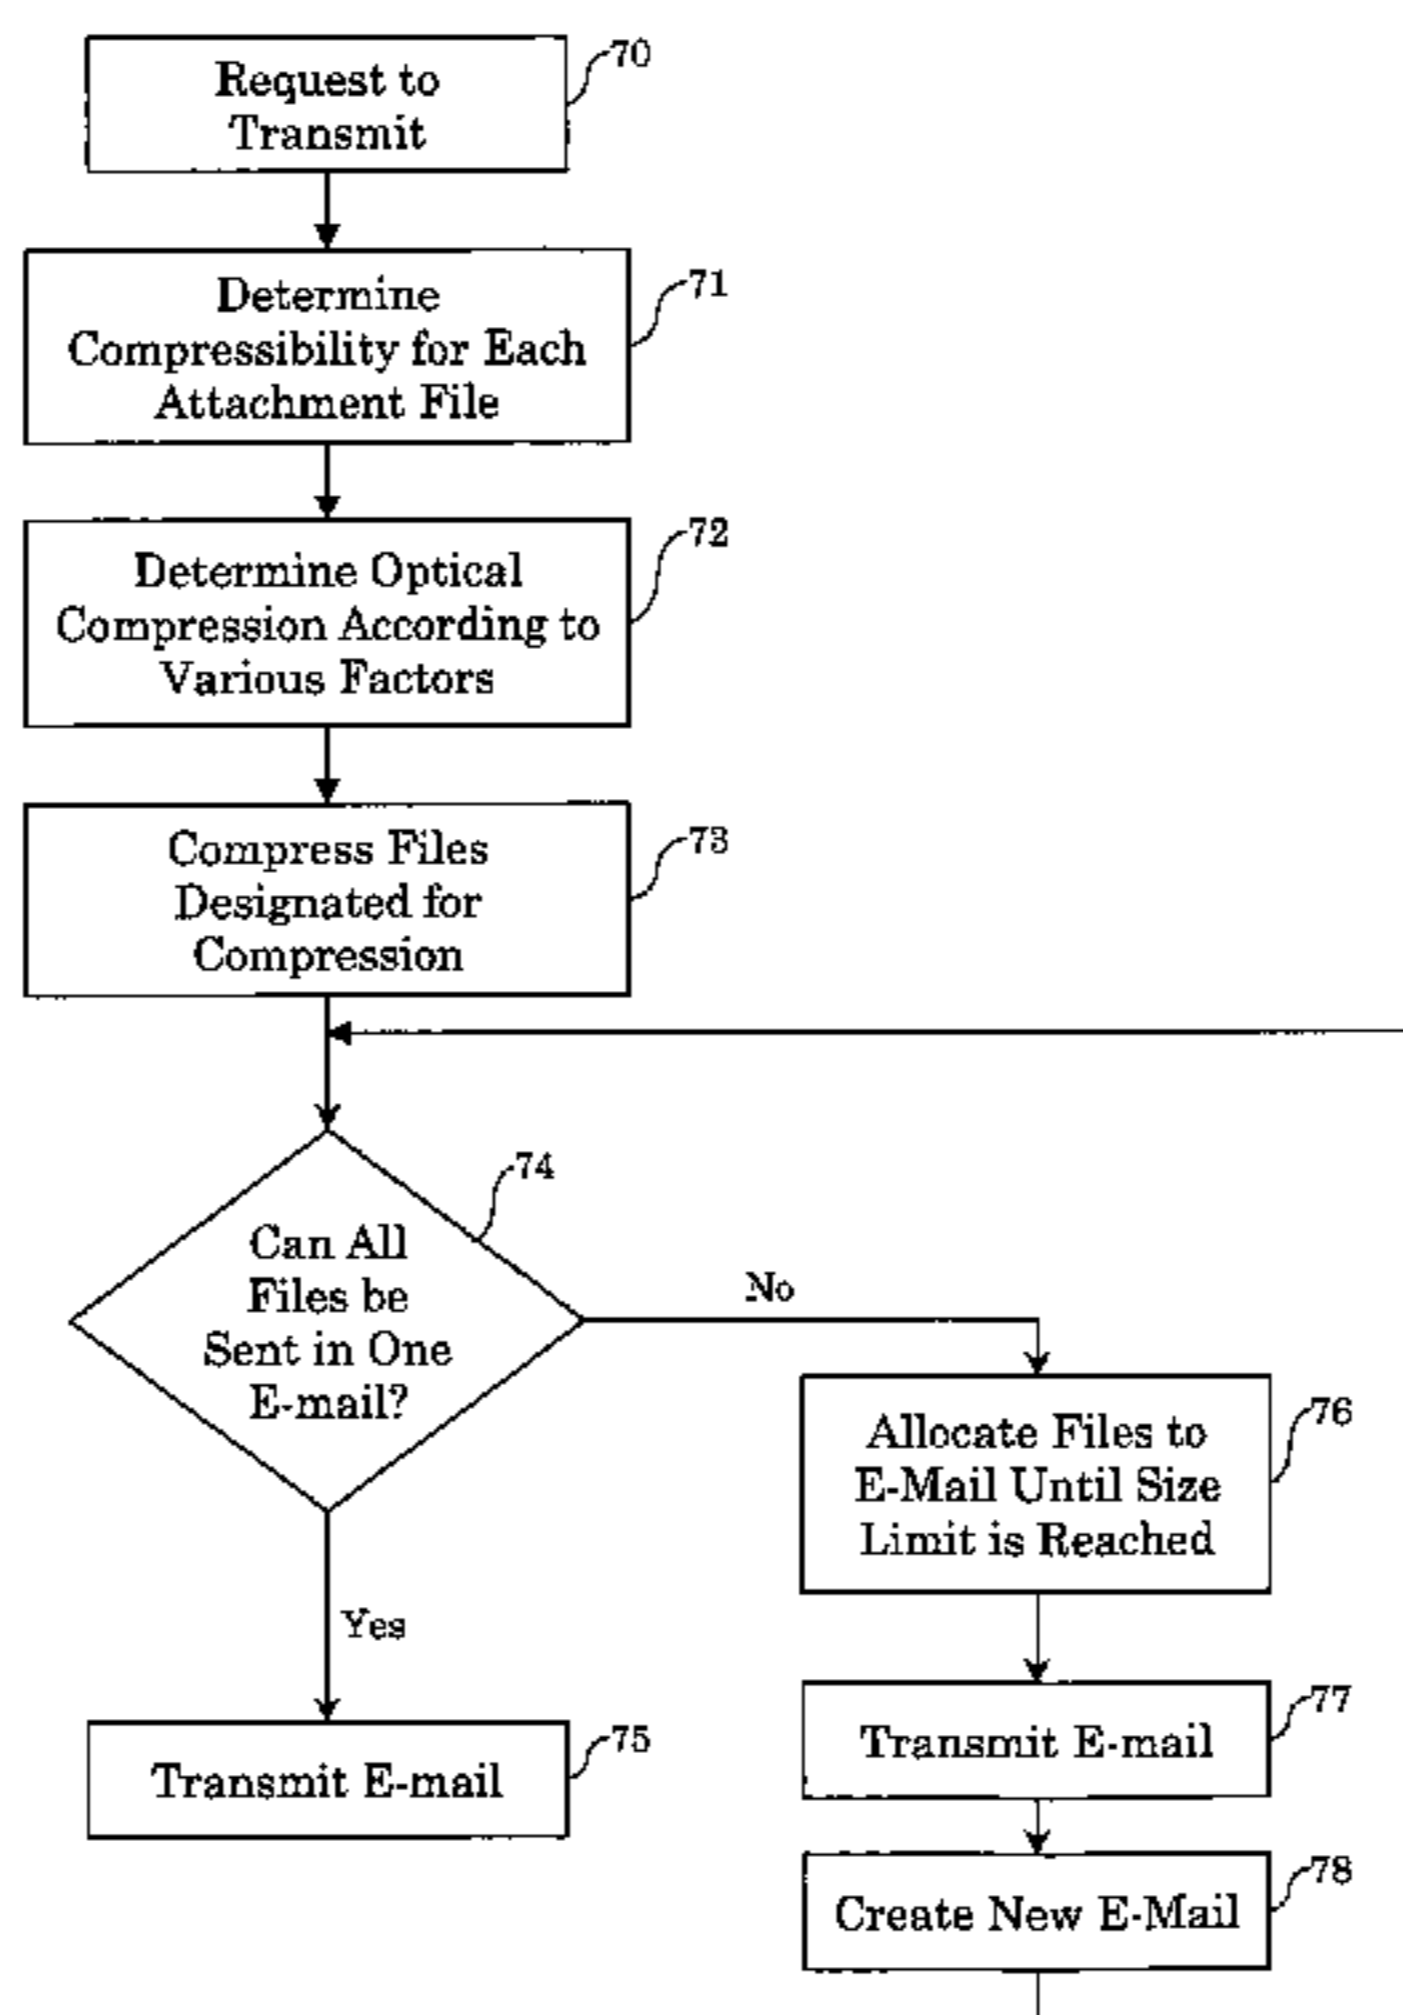 70
Request to
Transmit
71
Determine
Compressibility for Each
Attachment File
72
Determine Optical
Compression According to
Various Factors
73
Compress Files
Designated for
Compression
74
Can All
Files be
Sent in One
E-mail?
No
76
Allocate Files to
E-Mail Until Size
Limit is Reached
Yes
77
Transmit E-mail
75
Transmit E-mail
78
Create New E-Mail